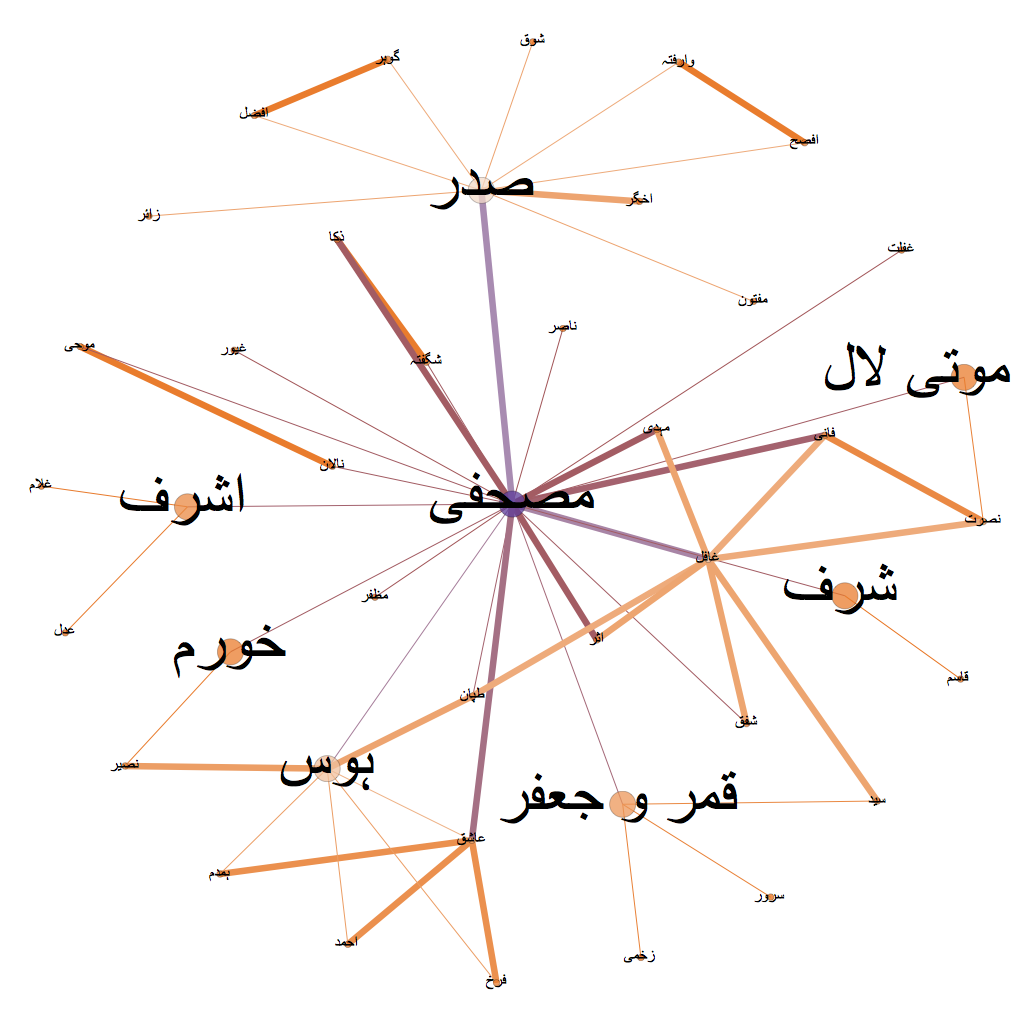 شوق
گوہر
وارفتہ
افضل
افصح
صدر
اخگر
زائر
ذکا
غفلت
مفتون
ناصر
موجی
غیور
شگفتہ
موتی لال
مہدی
فانی
نالاں
غلام
اشرف
مصحفی
نصرت
غافل
شرف
مظفر
عدل
خورم
اثر
قاسم
طپاں
شفق
نصیر
ہوس
قمر و جعفر
سید
عاشق
ہمدم
سرور
احمد
زخمی
فرخ